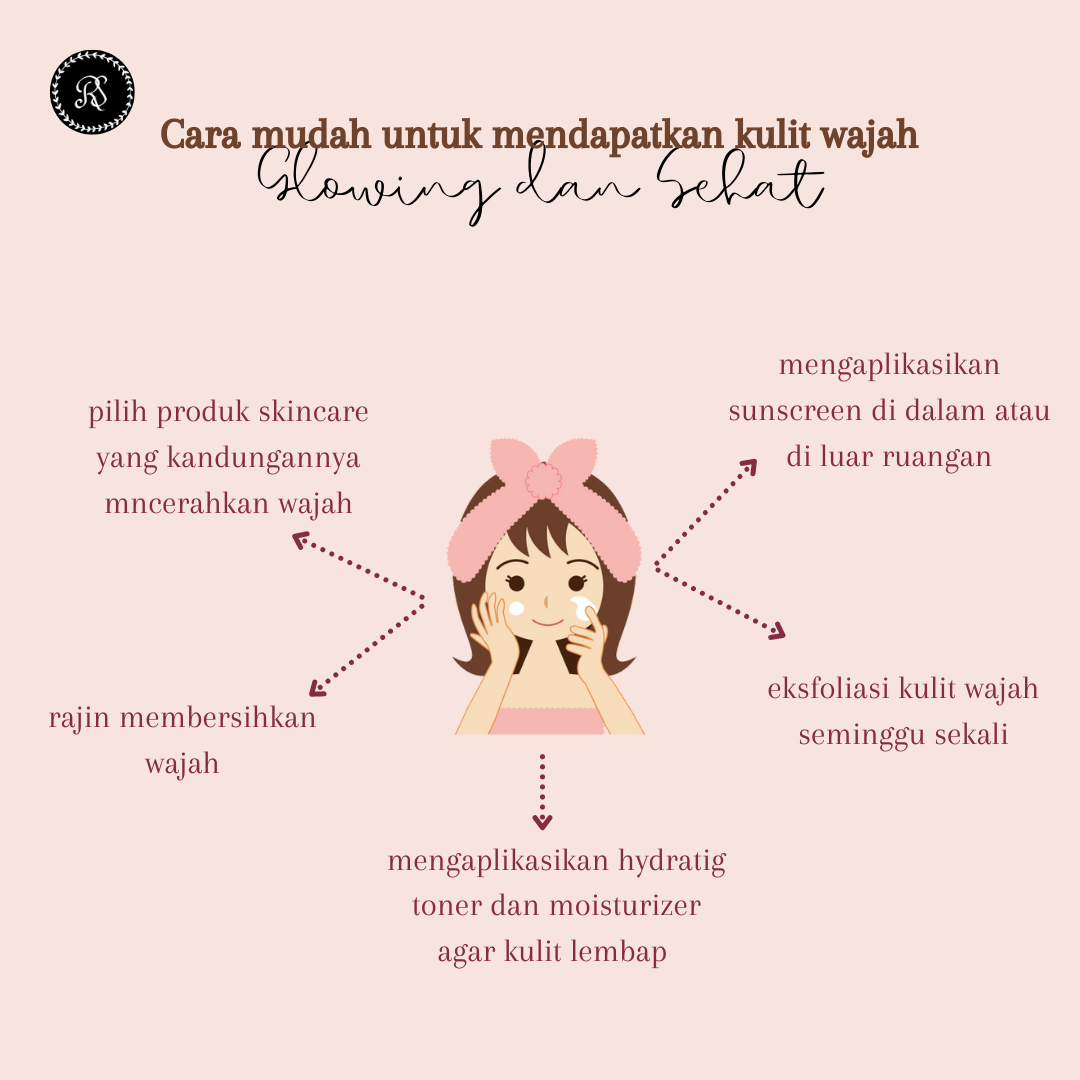 RS
Cara mudah untuk mendapatkan kulit wajah
Glowing dan Sehat
pilih produk skincare
yang kandungannya
mncerahkan wajah
mengaplikasikan
sunscreen di dalam atau
di luar ruangan
rajin membersihkan
wajah
eksfoliasi kulit wajah
seminggu sekali
mengaplikasikan hydratig
toner dan moisturizer
agar kulit lembap